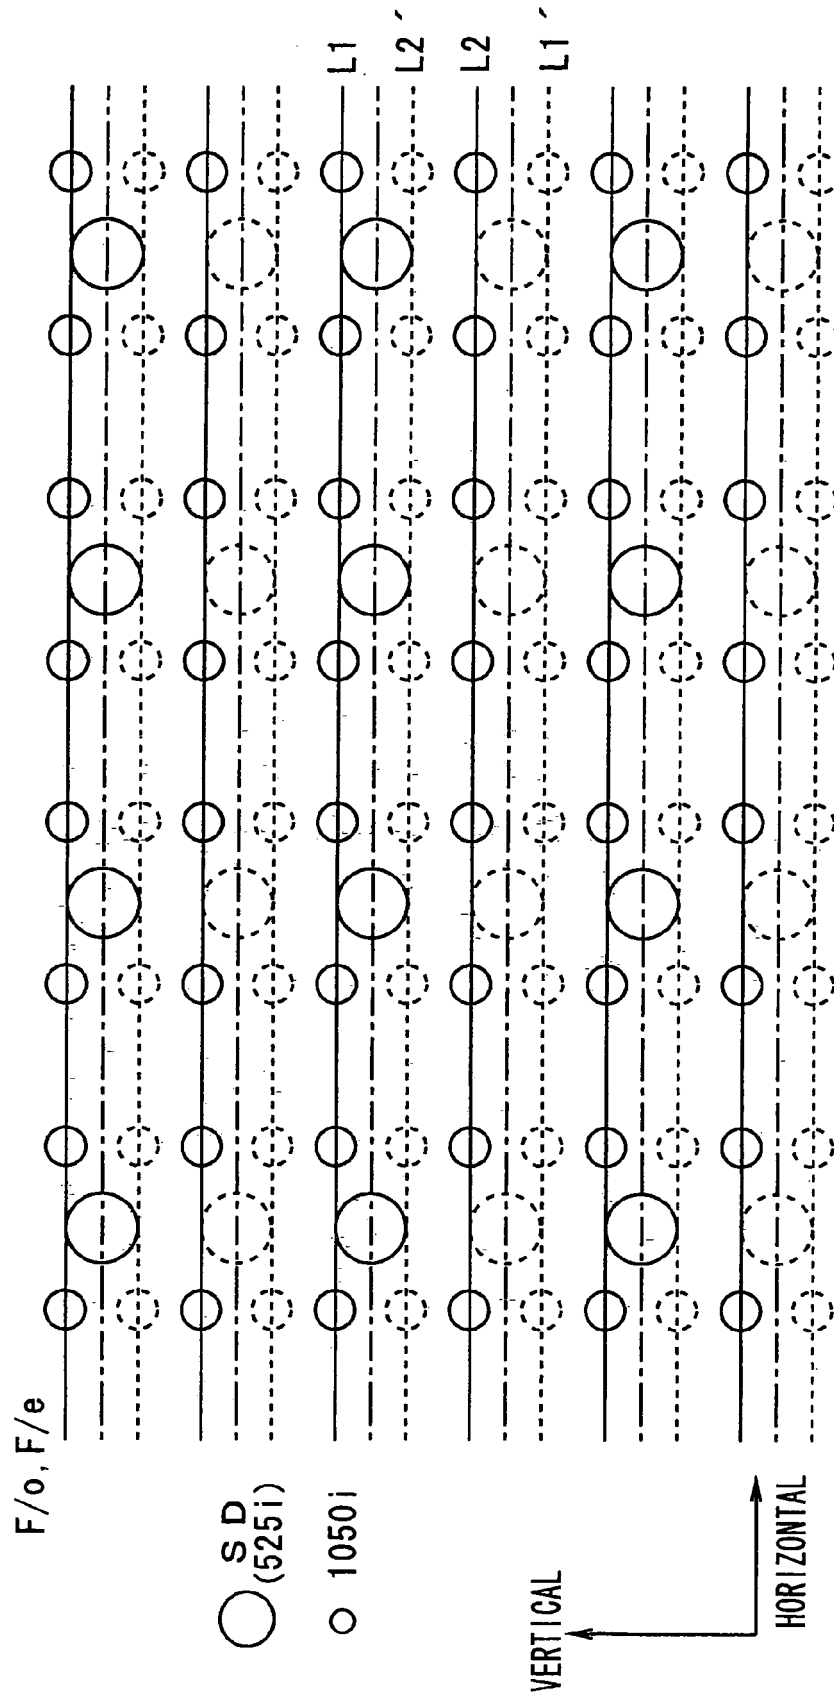 F/o, F/e
L1
L2´
L2
L1´
SD
(525i)
1050i
VERTICAL
HORIZONTAL